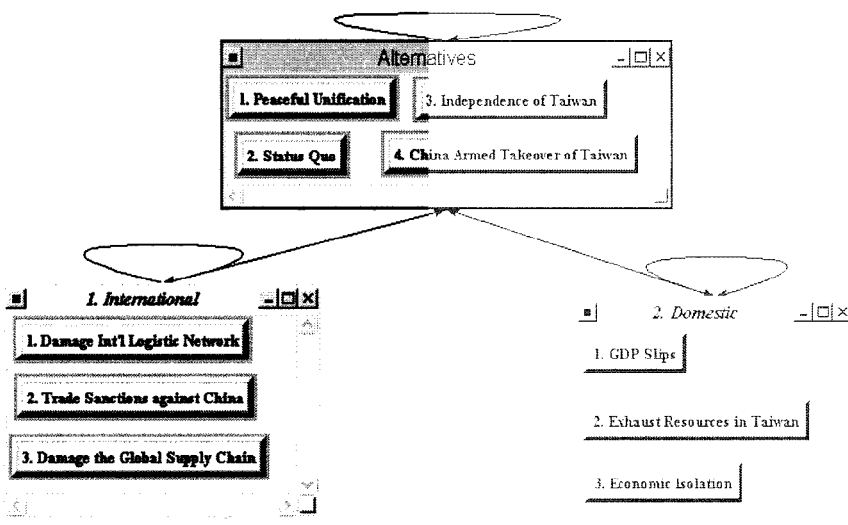 Alternatives
1. Peaceful Unification
3. Independence of Taiwan
2. Status Quo
4. China Armed Takeover of Taiwan
1. International
1. Damage Int'l Logistic Network
2. Trade Sanctions against China
3. Damage the Global Supply Chain
2. Domestic
1. GDP Slips
2. Exhaust Resources in Taiwan
3. Economic Isolation